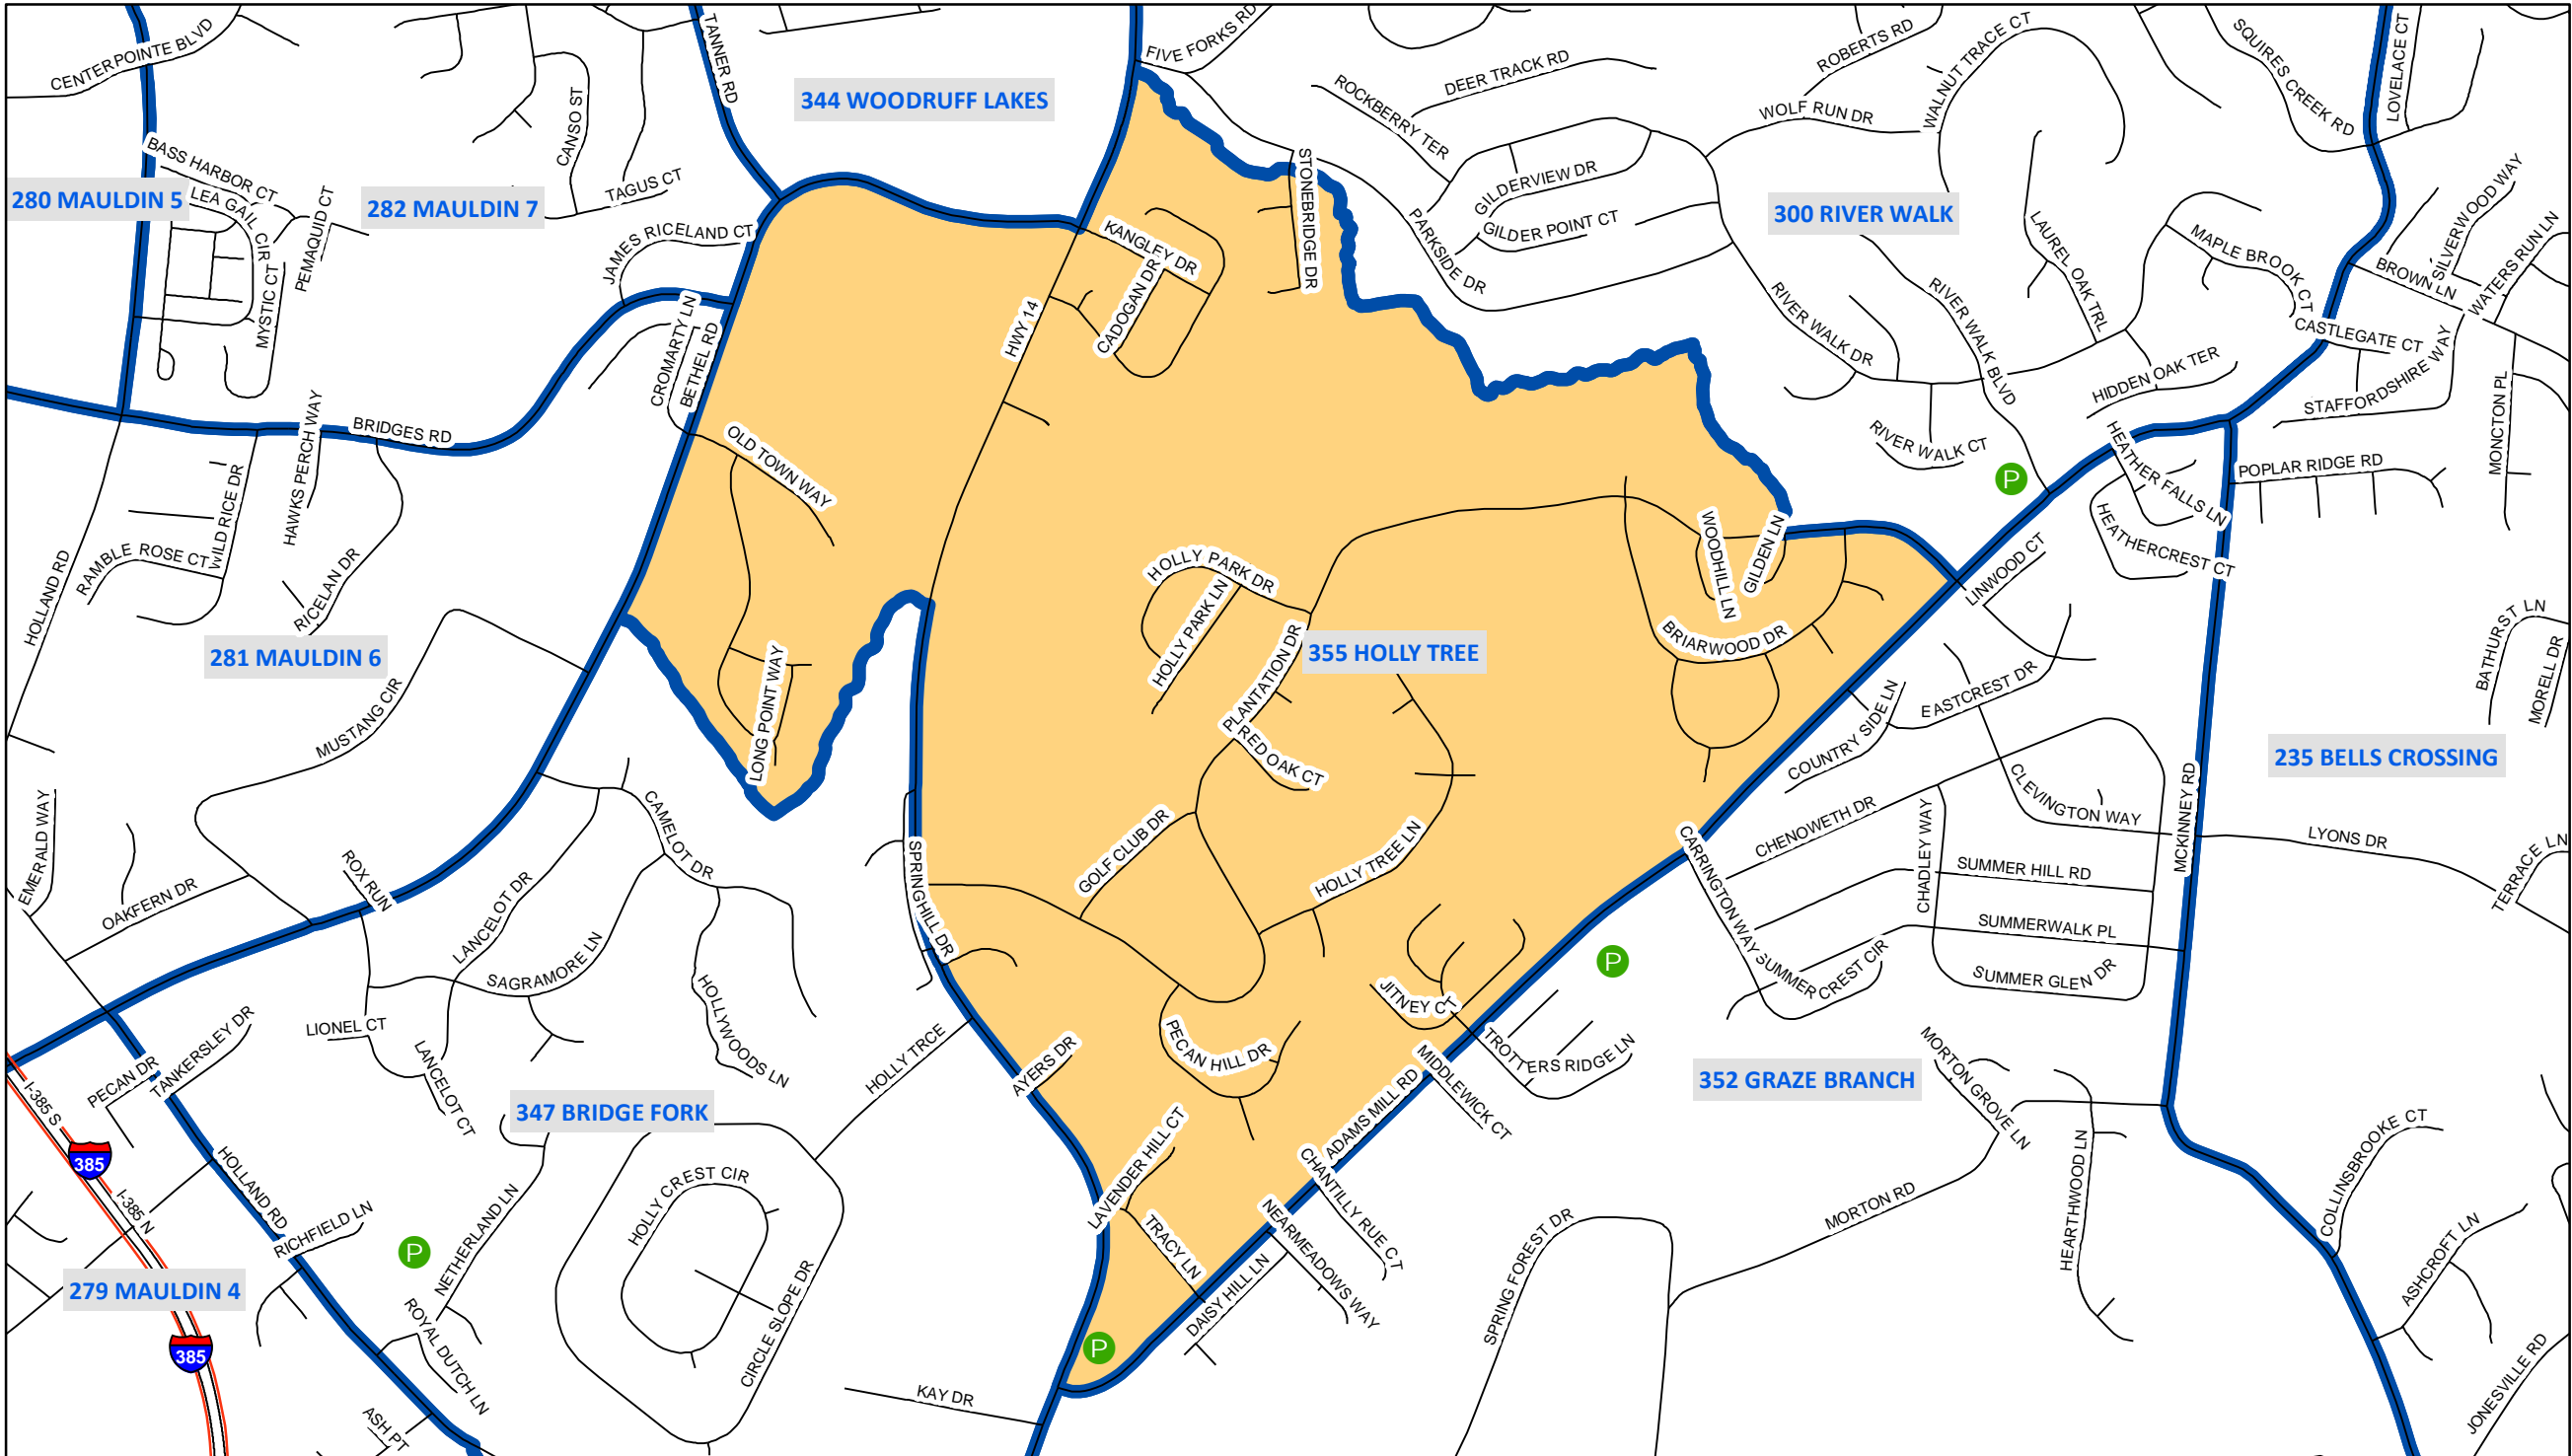 CENTERPOINTE BLVD
TANNER RD
FIVE FORKS RD
344 WOODRUFF LAKES
CANSO ST
DEER TRACK RD
ROCKBERRY TER
ROBERTS RD
WALNUT TRACE CT
WOLF RUN DR
SQUIRES CREEK RD
LOVELACE CT
BASS HARBOR CT
280 MAULDIN 5
LEA GAIL CIR
PEMAQUID CT
282 MAULDIN 7
TAGUS CT
JAMES RICELAND CT
MYSTIC CT
KANGLEY DR
CADOGAN DR
STONEBRIDGE DR
GILDERVIEW DR
GILDER POINT CT
PARKSIDE DR
300 RIVER WALK
LAUREL OAK TRL
MAPLE BROOK CT
SILVERWOOD WAY
WATERS RUN LN
BROWN LN
RIVER WALK DR
RIVER WALK BLVD
CASTLEGATE CT
HIDDEN OAK TER
STAFFORDSHIRE WAY
MONCTON PL
CROMARTY LN
BETHEL RD
HWY 14
BRIDGES RD
HAWKS PERCH WAY
OLD TOWN WAY
RIVER WALK CT
P
HEATHER FALLS LN
POPLAR RIDGE RD
HEATHERCREST CT
WILD RICE DR
RAMBLE ROSE CT
HOLLAND RD
RICELAN DR
281 MAULDIN 6
HOLLY PARK DR
HOLLY PARK LN
PLANTATION DR
355 HOLLY TREE
WOODHILL LN
GILDEN LN
BRIARWOOD DR
LINWOOD CT
BATHURST LN
MORELL DR
EASTCREST DR
COUNTRY SIDE LN
MUSTANG CIR
LONG POINT WAY
RED OAK CT
235 BELLS CROSSING
CLEVINGTON WAY
MCKINNEY RD
CHENOWETH DR
CHADLEY WAY
LYONS DR
TERRACE LN
EMERALD WAY
OAKFERN DR
ROX RUN
CAMELOT DR
LANCELOT DR
SAGRAMORE LN
SPRINGHILL DR
GOLF CLUB DR
HOLLY TREE LN
CARRINGTON WAY
SUMMER HILL RD
SUMMERWALK PL
SUMMER CREST CIR
SUMMER GLEN DR
P
HOLLYWOODS LN
LIONEL CT
LANCELOT CT
TANKERSLEY DR
PECAN DR
I-385 S
385
I-385 N
347 BRIDGE FORK
HOLLY TRCE
AYERS DR
PECAN HILL DR
JITNEY CT
TROTTERS RIDGE LN
MIDDLEWICK CT
ADAMS MILL RD
352 GRAZE BRANCH
MORTON GROVE LN
HEARTHWOOD LN
COLLINSBROOKE CT
HOLLAND RD
RICHFIELD LN
P
NETHERLAND LN
HOLLY CREST CIR
CIRCLE SLOPE DR
LAVENDER HILL CT
TRACY LN
CHANTILLY RUE CT
NEARMEADOWS WAY
DAISY HILL LN
SPRING FOREST DR
MORTON RD
ASHCROFT LN
JONESVILLE RD
279 MAULDIN 4
385
ROYAL DUTCH LN
ASH PT
P
KAY DR